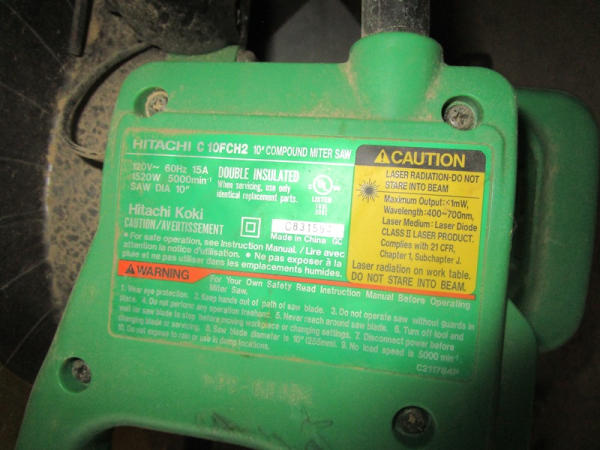 HITACHI C 10FCH2 10" COMPOUND MITER SAW
120V~ 60Hz 15A
1520W 5000min⁻¹
SAW DIA 10"
DOUBLE INSULATED
When servicing, use only
identical replacement parts.
UL
LISTED
Hitachi Koki
Made in China GC
CAUTION/AVERTISSEMENT
• For safe operation, see Instruction Manual. / Lire avec
attention la notice d'utilisation. • Ne pas exposer à la
pluie et ne pas utiliser dans les emplacements humides.
CAUTION
LASER RADIATION-DO NOT
STARE INTO BEAM
Maximum Output:<1mW,
Wavelength:400~700nm,
Laser Medium: Laser Diode
CLASS II LASER PRODUCT.
Complies with 21 CFR,
Chapter 1, Subchapter J.
Laser radiation on work table.
DO NOT STARE INTO BEAM.
WARNING
For Your Own Safety Read Instruction Manual Before Operating
Miter Saw.
1. Wear eye protection. 2. Keep hands out of path of saw blade. 3. Do not operate saw without guards in
place. 4. Do not perform any operation freehand. 5. Never reach around saw blade. 6. Turn off tool and
wait for saw blade to stop before moving workpiece or changing settings. 7. Disconnect power before
changing blade or servicing. 8. Saw blade diameter is 10" (255mm). 9. No load speed is 5000 min⁻¹.
10. Do not expose to rain or use in damp locations.